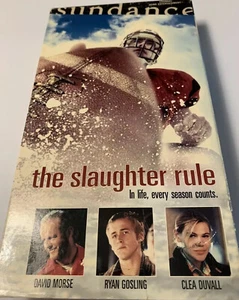 sundance
the slaughter rule
In life, every season counts.
DAVID MORSE
RYAN GOSLING
CLEA DUVALL